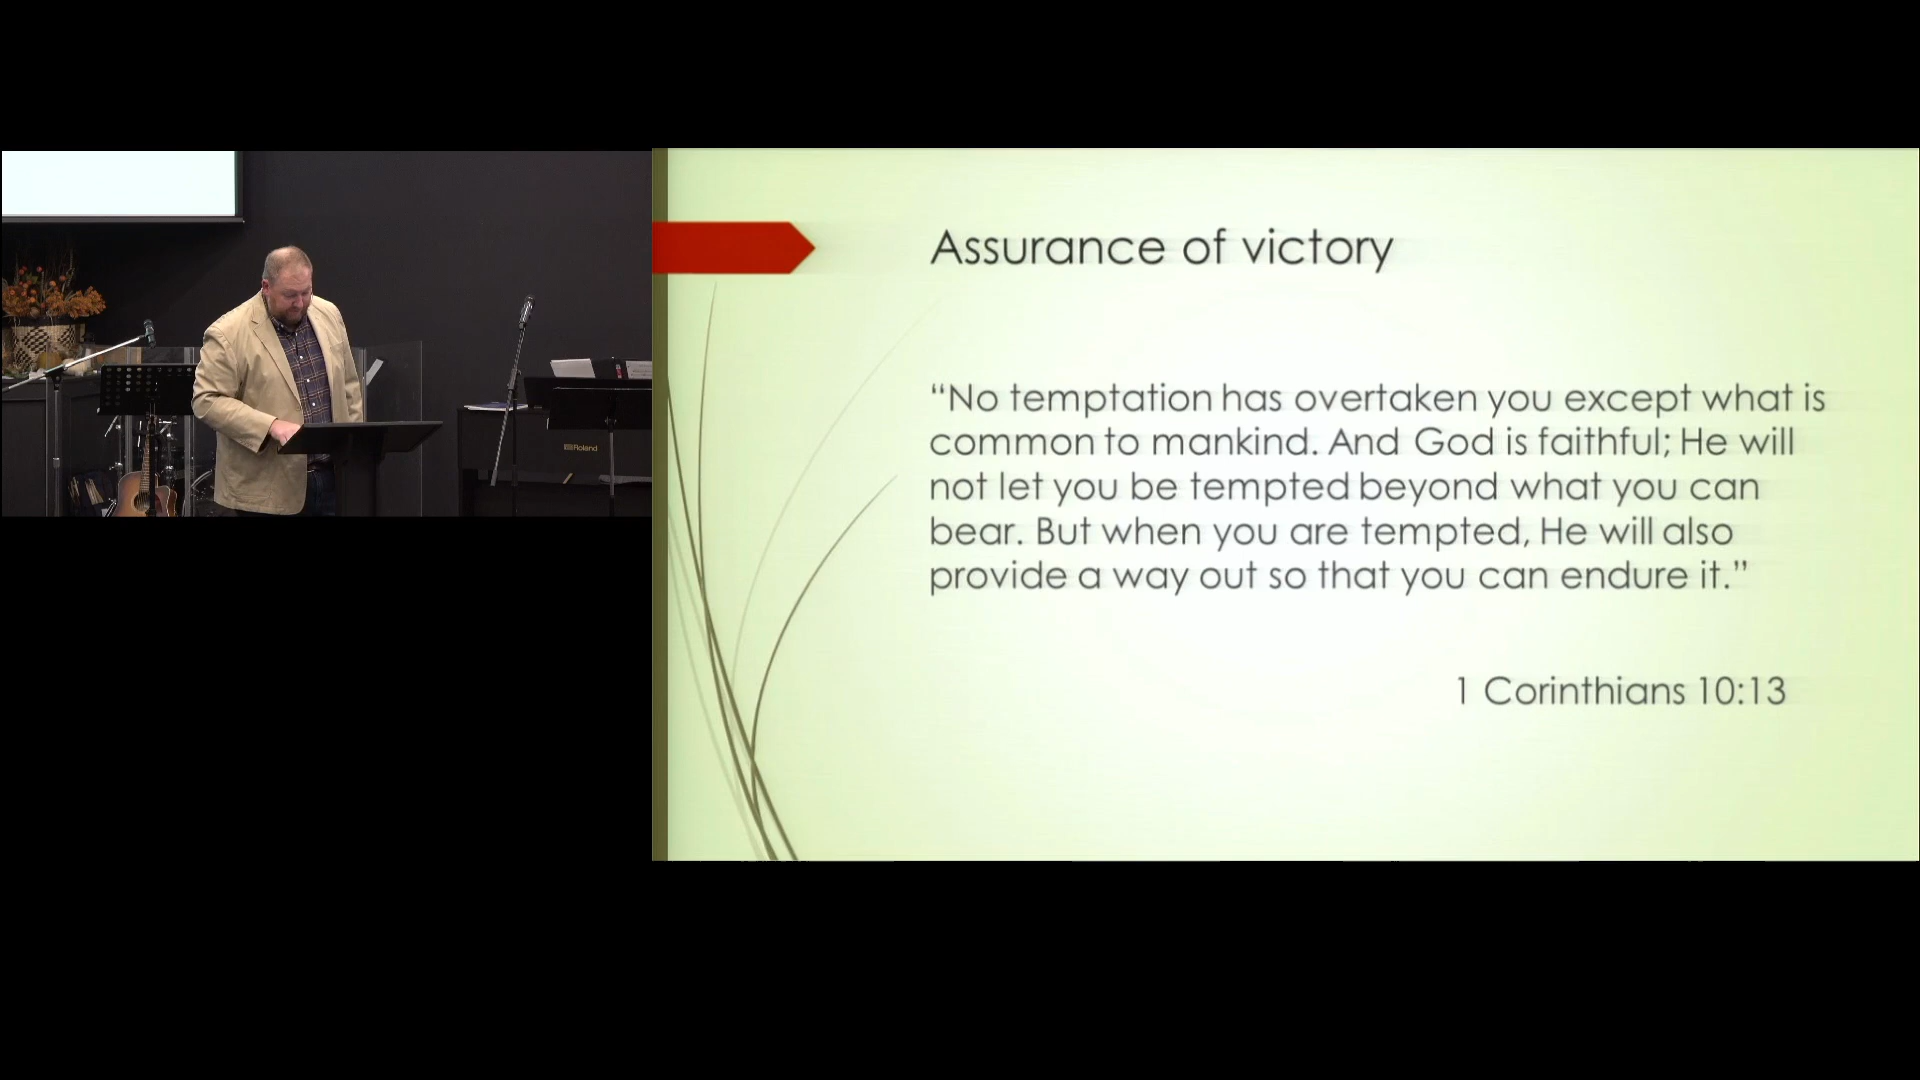 Assurance of victory
“No temptation has overtaken you except what is
common to mankind. And God is faithful; He will
not let you be tempted beyond what you can
bear. But when you are tempted, He will also
provide a way out so that you can endure it.”
1 Corinthians 10:13
Roland